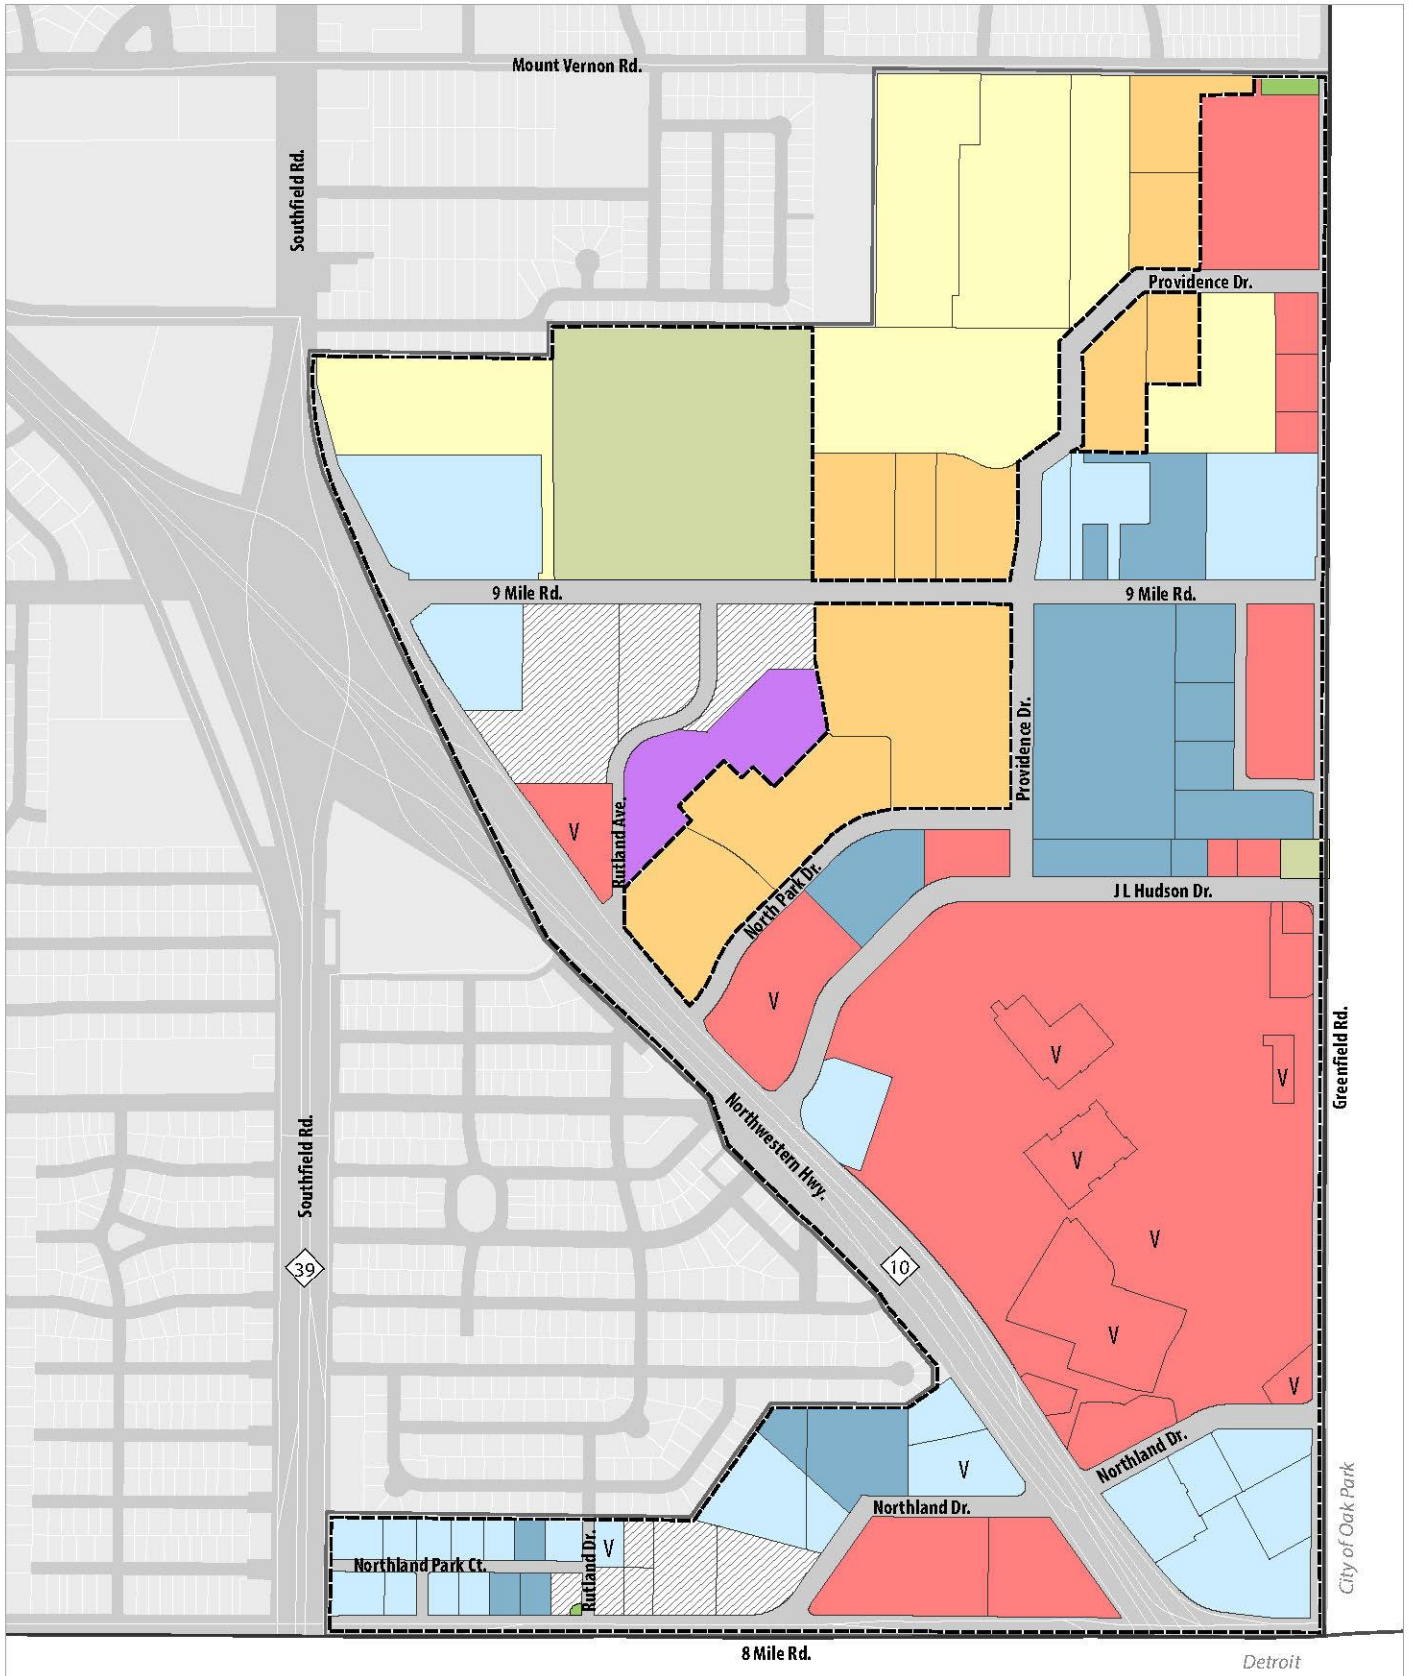 Mount Vernon Rd.
Southfield Rd.
Providence Dr.
9 Mile Rd.
9 Mile Rd.
Providence Dr.
V
Rutland Ave.
North Park Dr.
J L Hudson Dr.
V
V
V
Greenfield Rd.
Northwestern Hwy.
V
Southfield Rd.
V
39
10
V
V
Northland Dr.
V
Northland Dr.
City of Oak Park
V
Northland Park Ct.
Rutland Dr.
8 Mile Rd.
Detroit